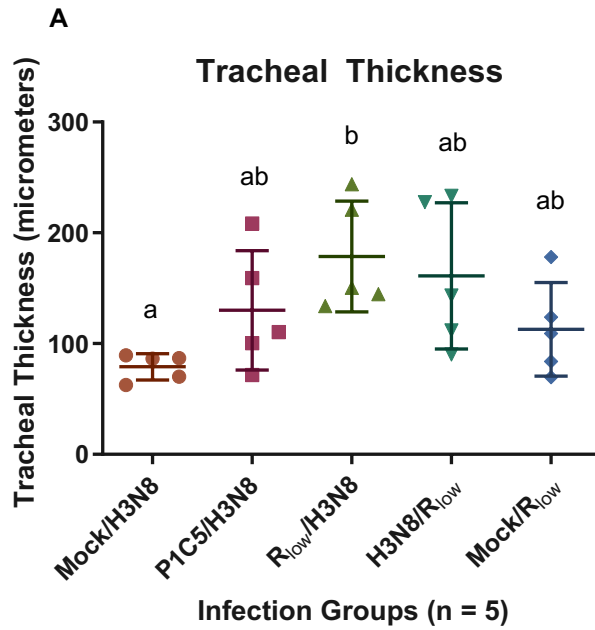 A
Tracheal Thickness
Tracheal Thickness (micrometers)
300
200
100
0
a
ab
b
ab
ab
Mock/H3N8
P1C5/H3N8
Rlow/H3N8
H3N8/Rlow
Mock/Rlow
Infection Groups (n = 5)